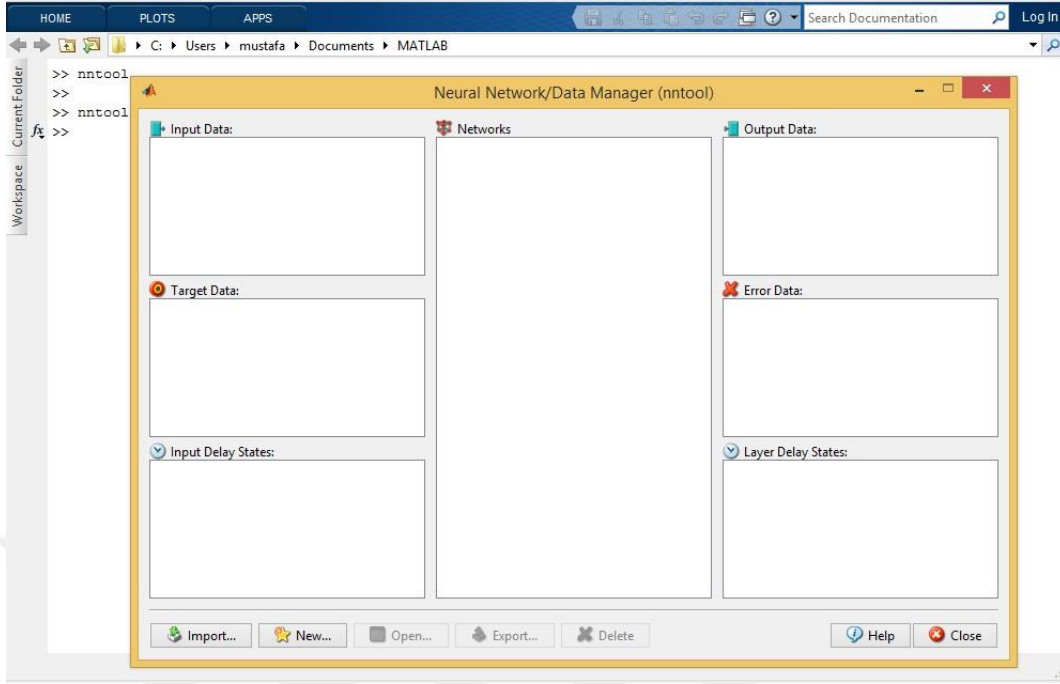 HOME PLOTS APPS Search Documentation Log In
C: Users mustafa Documents MATLAB
Current Folder
Workspace
>> nntool
>>
>> nntool
fx >>
Neural Network/Data Manager (nntool)
Input Data:
Networks
Output Data:
Target Data:
Error Data:
Input Delay States:
Layer Delay States:
Import... New... Open... Export... Delete Help Close